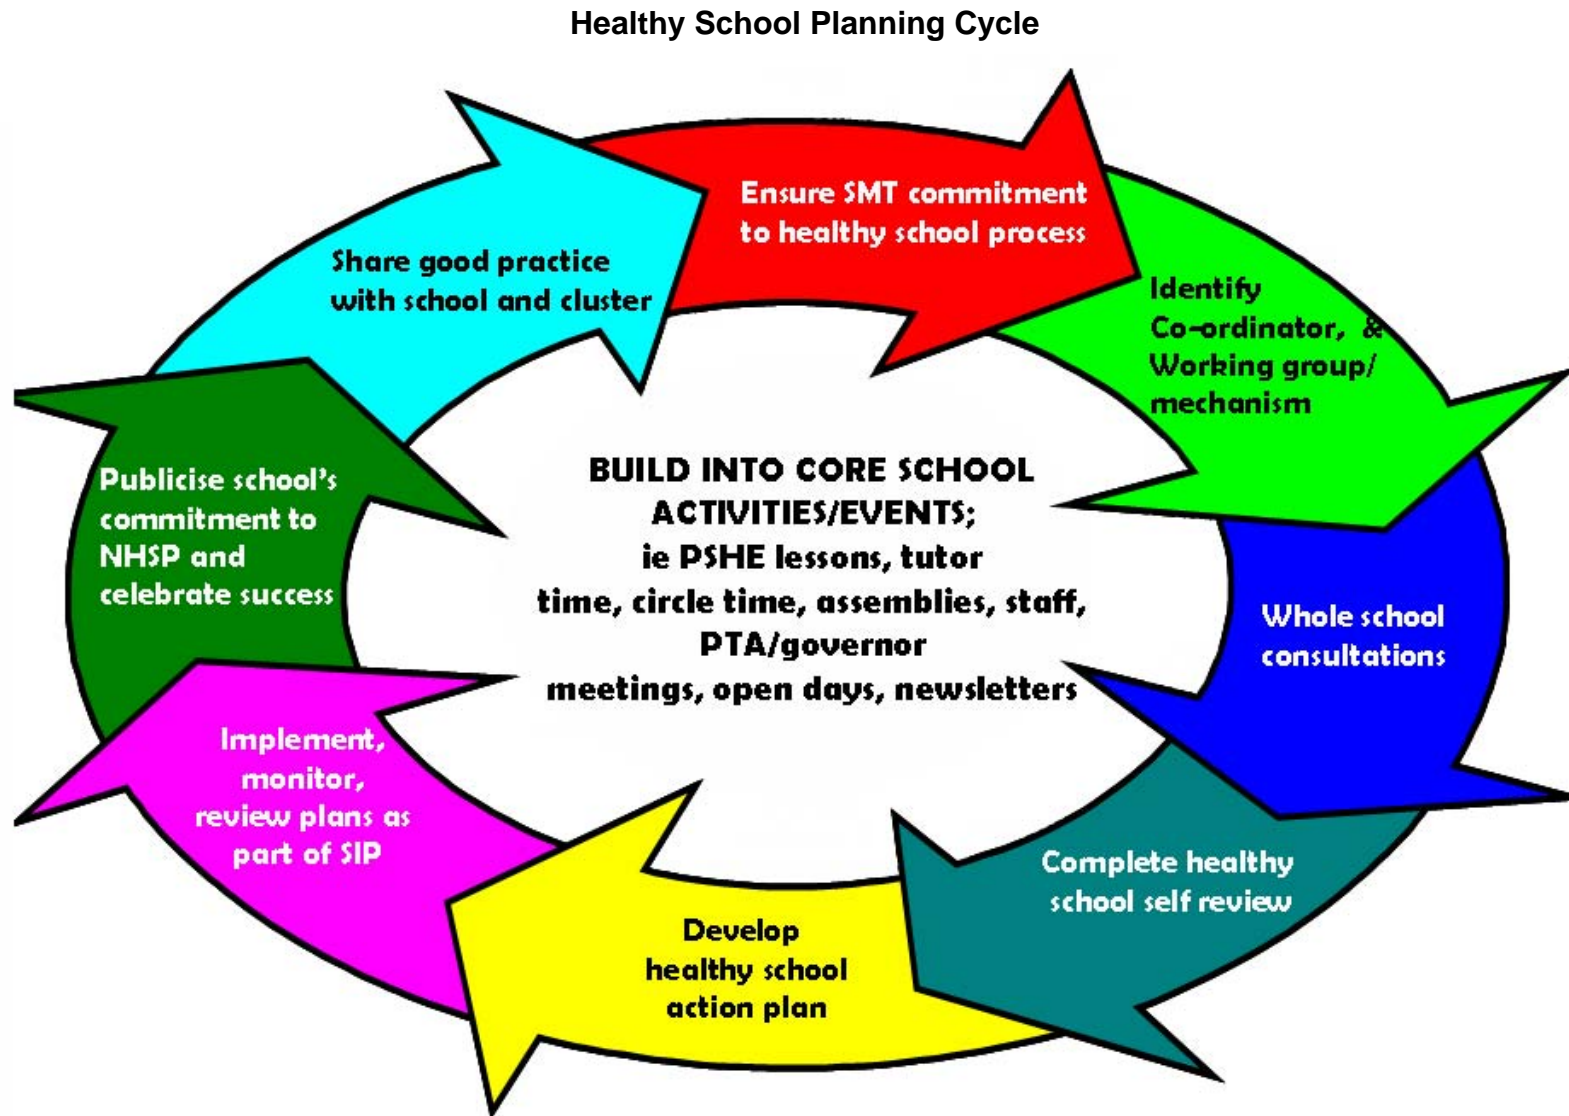 Healthy School Planning Cycle
Ensure SMT commitment
to healthy school process
Identify
Co-ordinator, &
Working group/
mechanism
Whole school
consultations
Complete healthy
school self review
Develop
healthy school
action plan
Implement,
monitor,
review plans as
part of SIP
Publicise school's
commitment to
NHSP and
celebrate success
Share good practice
with school and cluster
BUILD INTO CORE SCHOOL
ACTIVITIES/EVENTS;
ie PSHE lessons, tutor
time, circle time, assemblies, staff,
PTA/governor
meetings, open days, newsletters